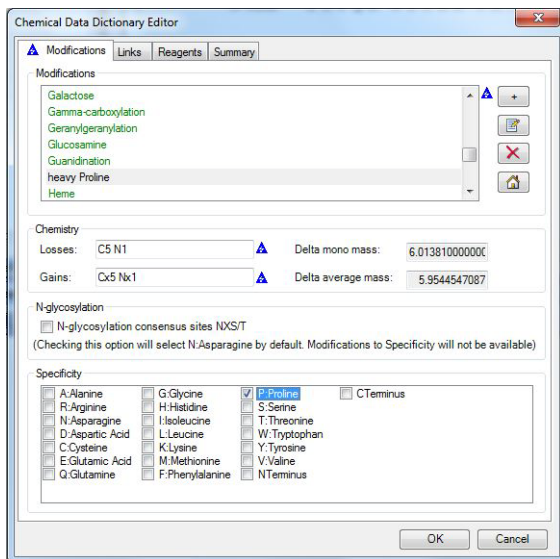 Chemical Data Dictionary Editor
Modifications Links Reagents Summary
Modifications
Galactose
Gamma-carboxylation
Geranylgeranylation
Glucosamine
Guanidination
heavy Proline
Heme
+
Chemistry
Losses: C5 N1 Delta mono mass: 6.01381000000
Gains: Cx5 Nx1 Delta average mass: 5.9544547087
N-glycosylation
N-glycosylation consensus sites NXS/T
(Checking this option will select N:Asparagine by default. Modifications to Specificity will not be available)
Specificity
A:Alanine G:Glycine P:Proline CTerminus
R:Arginine H:Histidine S:Serine
N:Asparagine I:Isoleucine T:Threonine
D:Aspartic Acid L:Leucine W:Tryptophan
C:Cysteine K:Lysine Y:Tyrosine
E:Glutamic Acid M:Methionine V:Valine
Q:Glutamine F:Phenylalanine NTerminus
OK Cancel